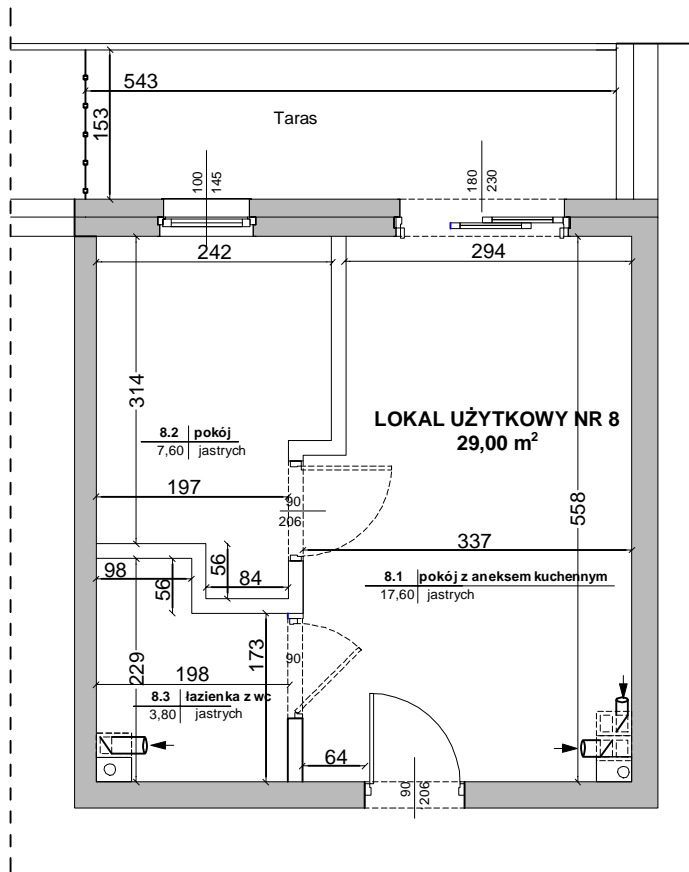 543
153
Taras
100
145
180
230
242
294
314
LOKAL UŻYTKOWY NR 8
29,00 m²
8.2 pokój
7,60 jastrych
197
90
206
558
337
98
56
56
84
8.1 pokój z aneksem kuchennym
17,60 jastrych
229
173
90
198
8.3 łazienka z wc
3,80 jastrych
64
90
206